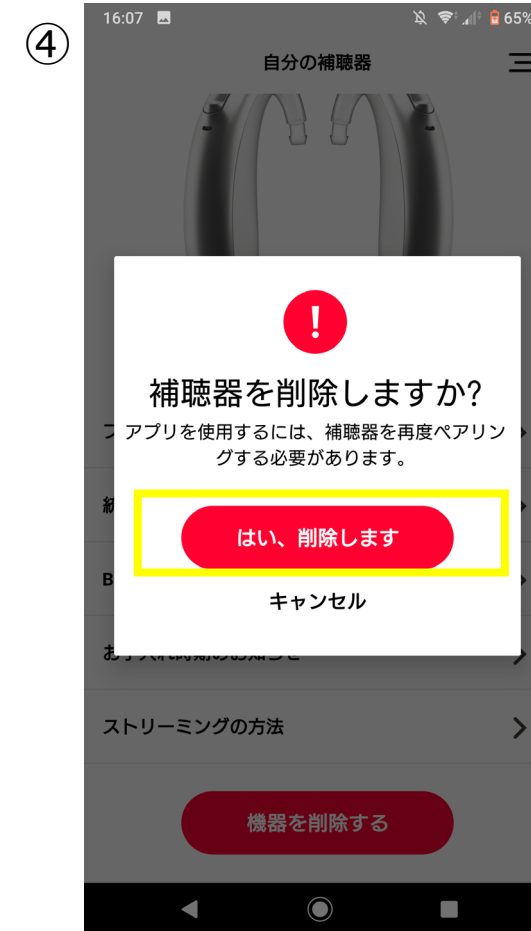 ④
16:07
65%
自分の補聴器
!
補聴器を削除しますか?
アプリを使用するには、補聴器を再度ペアリン
グする必要があります。
はい、削除します
B
キャンセル
ストリーミングの方法
機器を削除する